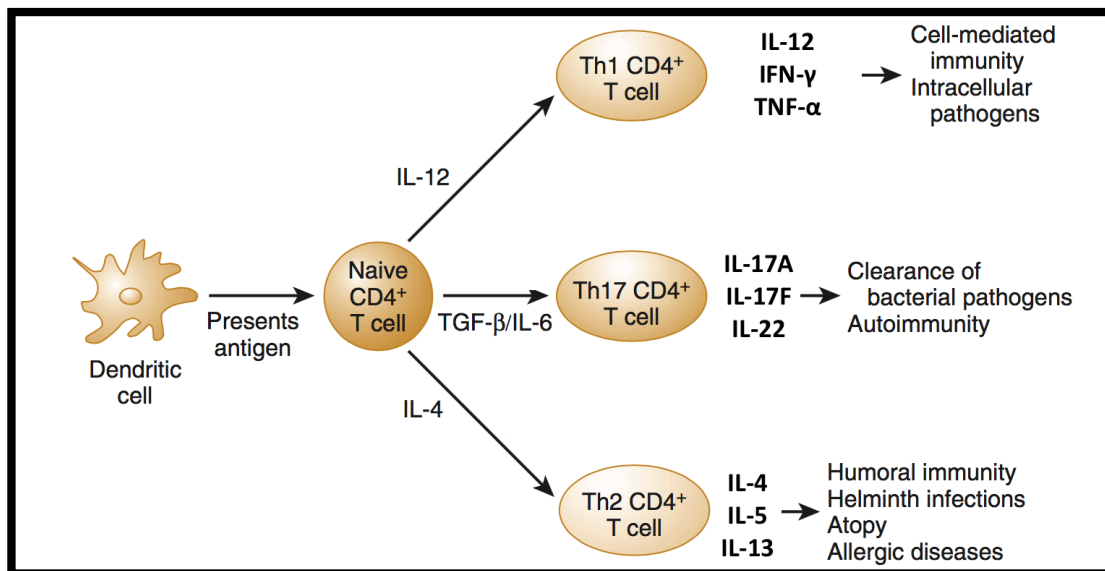 Dendritic
cell
Presents
antigen
Naive
CD4⁺
T cell
IL-12
Th1 CD4⁺
T cell
IL-12
IFN-γ
TNF-α
Cell-mediated
immunity
Intracellular
pathogens
TGF-β/IL-6
Th17 CD4⁺
T cell
IL-17A
IL-17F
IL-22
Clearance of
bacterial pathogens
Autoimmunity
IL-4
Th2 CD4⁺
T cell
IL-4
IL-5
IL-13
Humoral immunity
Helminth infections
Atopy
Allergic diseases